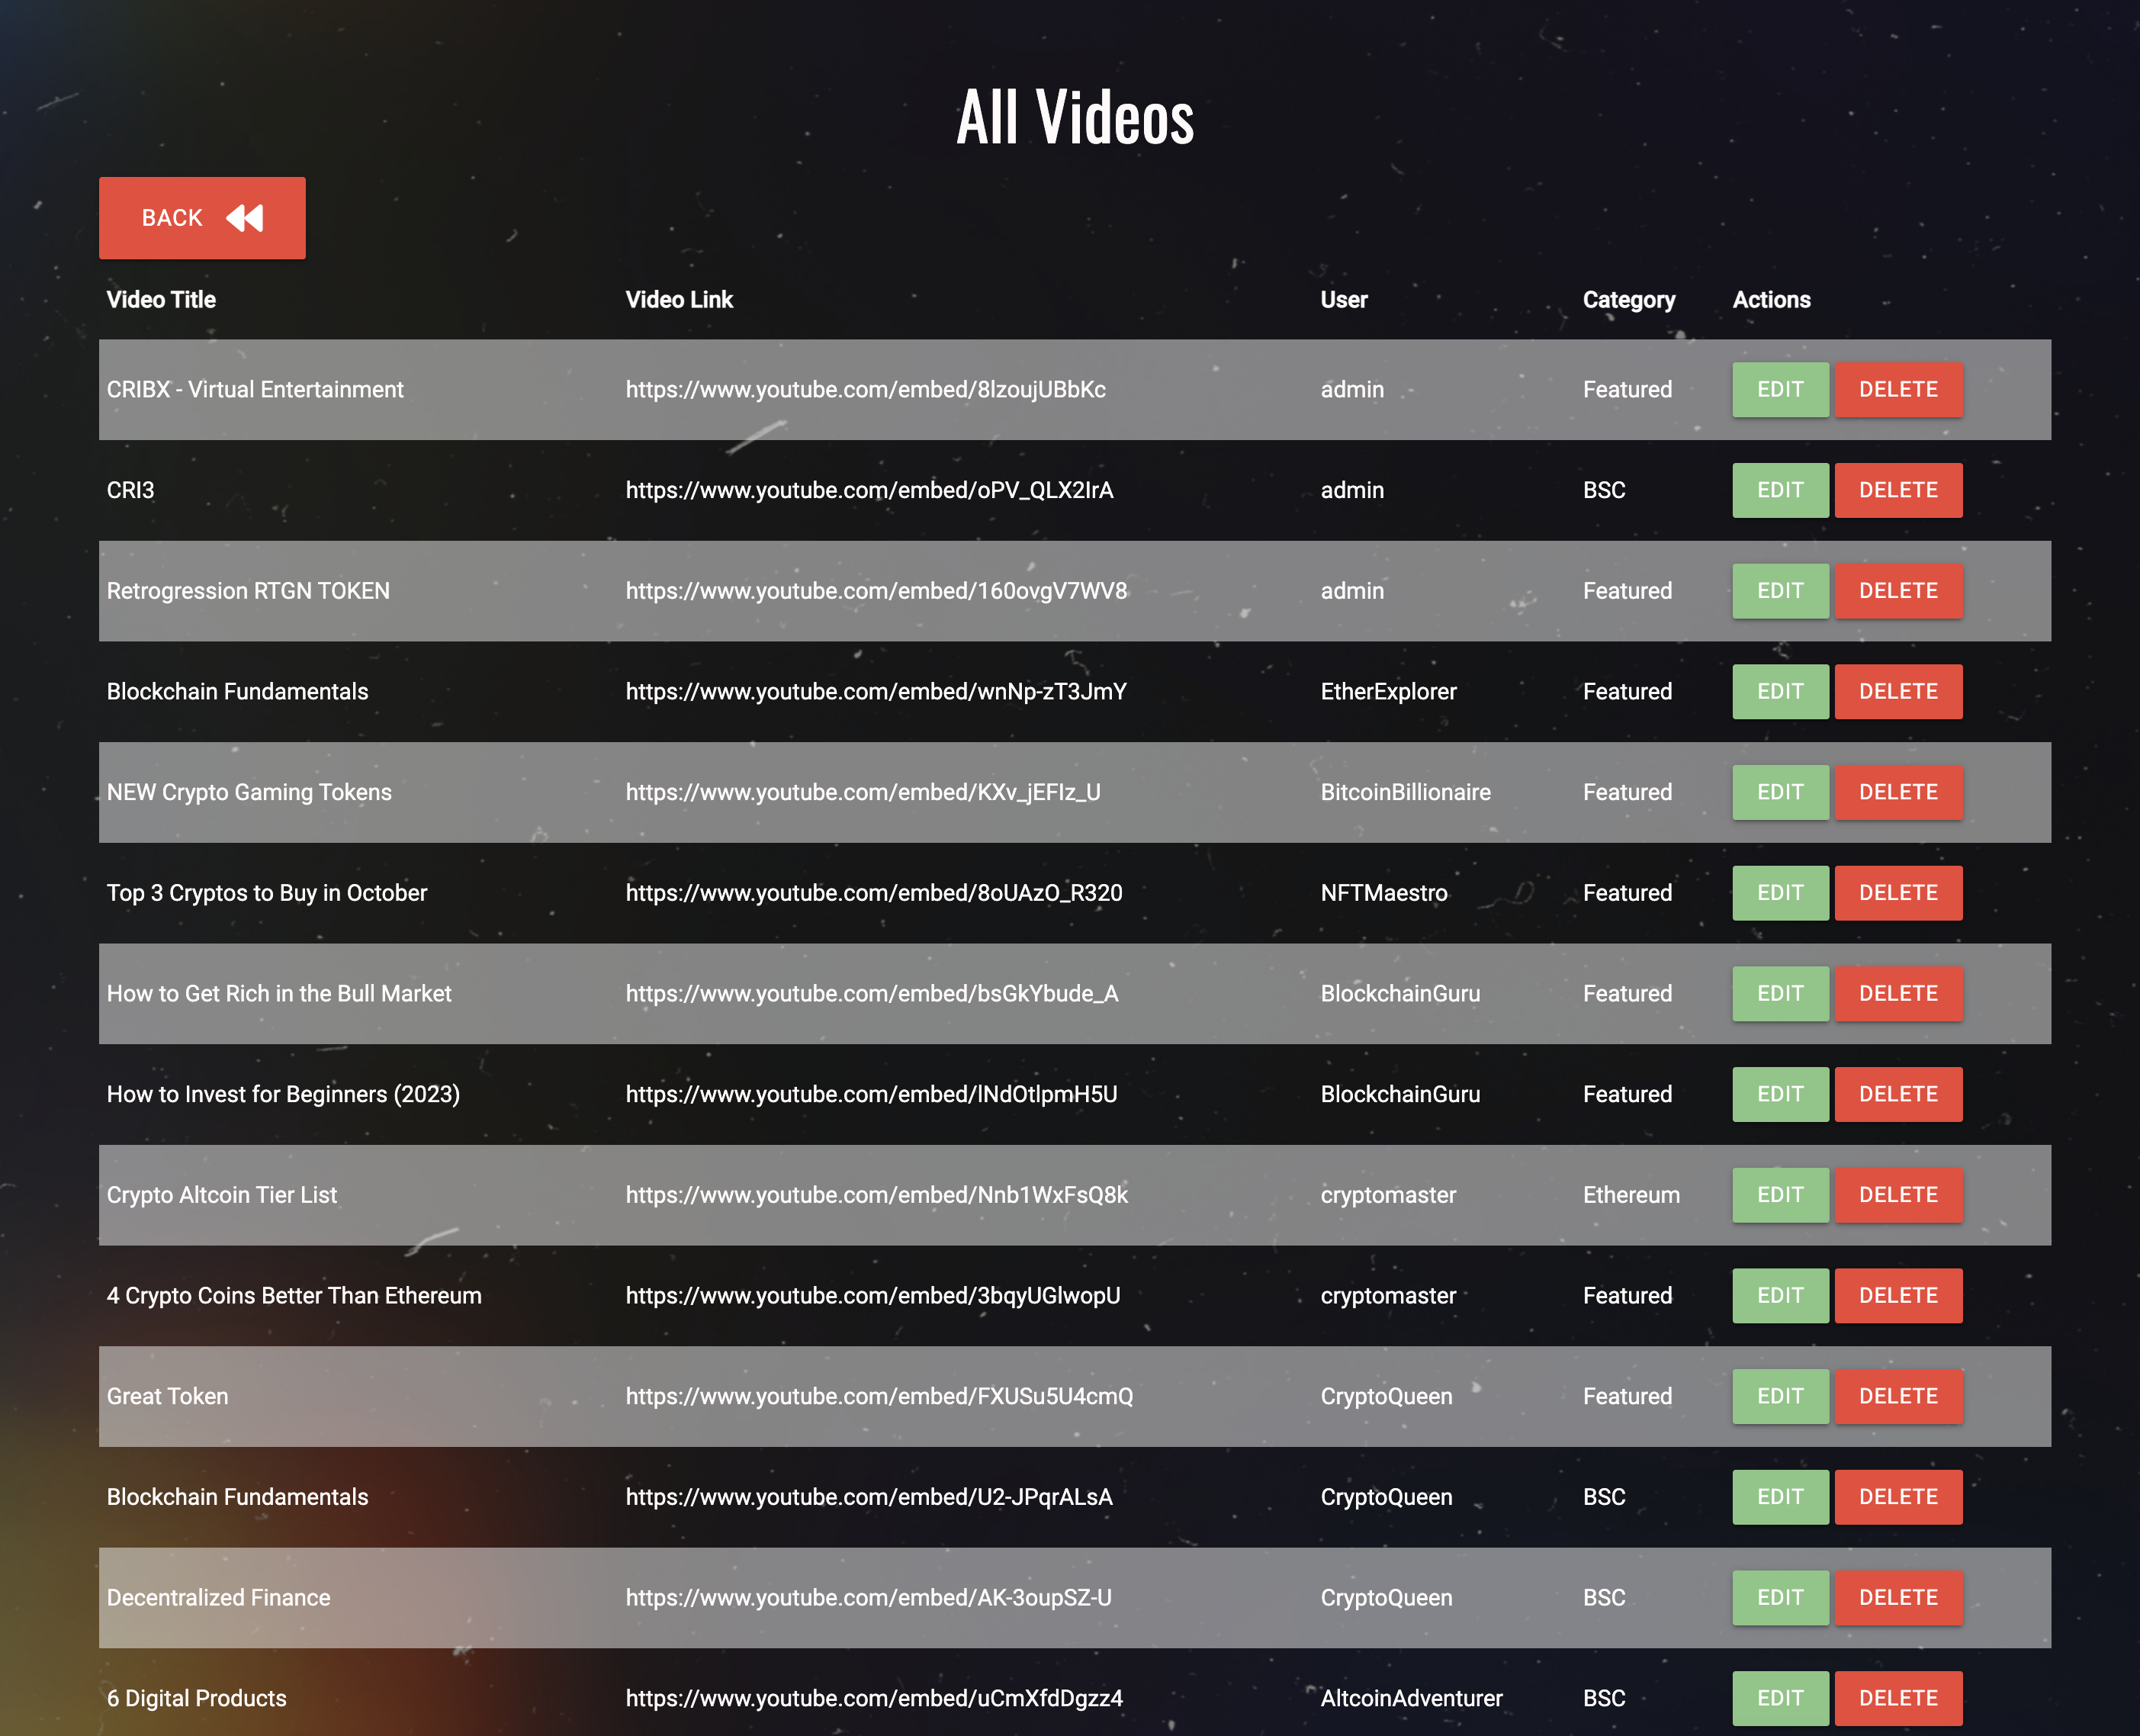 All Videos
BACK
Video Title Video Link User Category Actions
CRIBX - Virtual Entertainment https://www.youtube.com/embed/8lzoujUBbKc admin Featured EDIT DELETE
CRI3 https://www.youtube.com/embed/oPV_QLX2IrA admin BSC EDIT DELETE
Retrogression RTGN TOKEN https://www.youtube.com/embed/160ovgV7WV8 admin Featured EDIT DELETE
Blockchain Fundamentals https://www.youtube.com/embed/wnNp-zT3JmY EtherExplorer Featured EDIT DELETE
NEW Crypto Gaming Tokens https://www.youtube.com/embed/KXv_jEFIz_U BitcoinBillionaire Featured EDIT DELETE
Top 3 Cryptos to Buy in October https://www.youtube.com/embed/8oUAzO_R320 NFTMaestro Featured EDIT DELETE
How to Get Rich in the Bull Market https://www.youtube.com/embed/bsGkYbude_A BlockchainGuru Featured EDIT DELETE
How to Invest for Beginners (2023) https://www.youtube.com/embed/lNdOtlpmH5U BlockchainGuru Featured EDIT DELETE
Crypto Altcoin Tier List https://www.youtube.com/embed/Nnb1WxFsQ8k cryptomaster Ethereum EDIT DELETE
4 Crypto Coins Better Than Ethereum https://www.youtube.com/embed/3bqyUGlwopU cryptomaster Featured EDIT DELETE
Great Token https://www.youtube.com/embed/FXUSu5U4cmQ CryptoQueen Featured EDIT DELETE
Blockchain Fundamentals https://www.youtube.com/embed/U2-JPqrALsA CryptoQueen BSC EDIT DELETE
Decentralized Finance https://www.youtube.com/embed/AK-3oupSZ-U CryptoQueen BSC EDIT DELETE
6 Digital Products https://www.youtube.com/embed/uCmXfdDgzz4 AltcoinAdventurer BSC EDIT DELETE